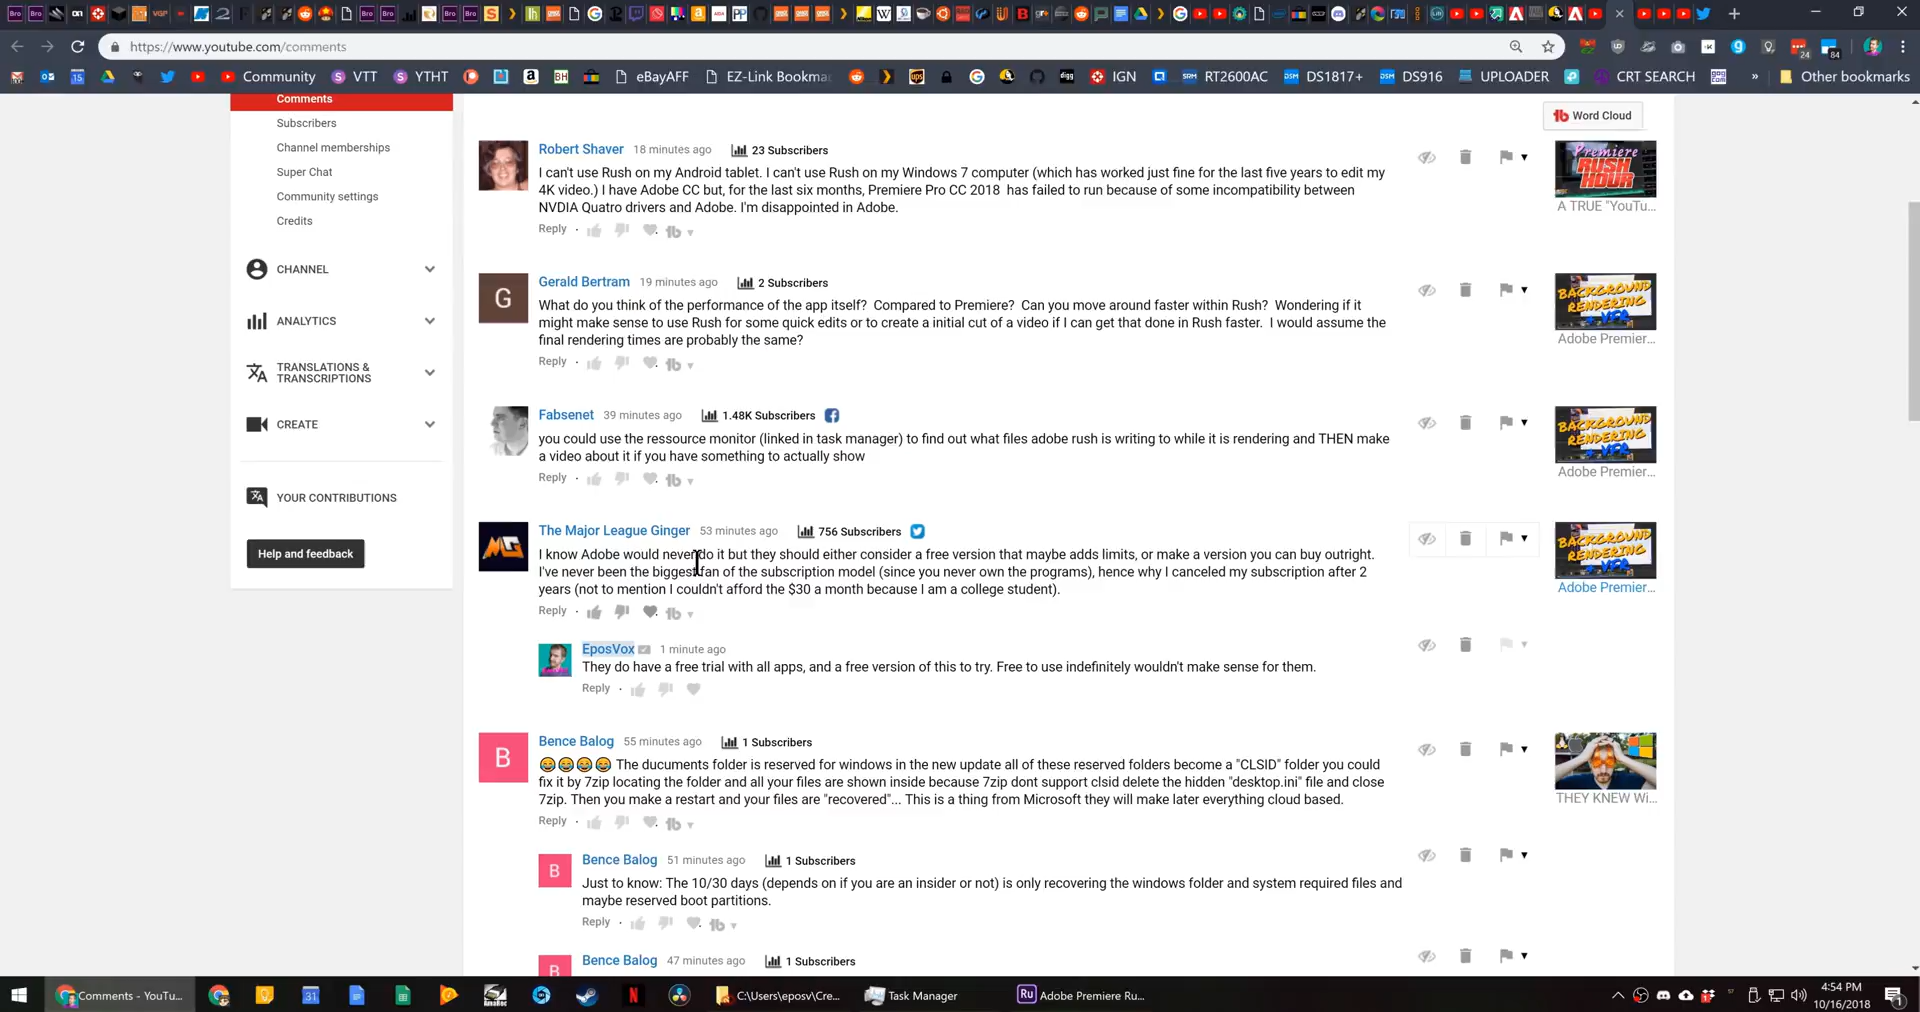 https://www.youtube.com/comments
Community VTT YTHT eBayAFF EZ-Link Bookma IGN RT2600AC DS1817+ DS916 UPLOADER CRT SEARCH » Other bookmarks
Comments
Subscribers
Channel memberships
Super Chat
Community settings
Credits
CHANNEL
ANALYTICS
TRANSLATIONS &
TRANSCRIPTIONS
CREATE
YOUR CONTRIBUTIONS
Help and feedback
Word Cloud
Robert Shaver 18 minutes ago 23 Subscribers
I can't use Rush on my Android tablet. I can't use Rush on my Windows 7 computer (which has worked just fine for the last five years to edit my
4K video.) I have Adobe CC but, for the last six months, Premiere Pro CC 2018 has failed to run because of some incompatibility between
NVDIA Quatro drivers and Adobe. I'm disappointed in Adobe.
Reply
Premiere
RUSH
HOUR
A TRUE "YouTu...
Gerald Bertram 19 minutes ago 2 Subscribers
G
What do you think of the performance of the app itself? Compared to Premiere? Can you move around faster within Rush? Wondering if it
might make sense to use Rush for some quick edits or to create a initial cut of a video if I can get that done in Rush faster. I would assume the
final rendering times are probably the same?
Reply
BACKGROUND
RENDERING
+ VFR
Adobe Premier...
Fabsenet 39 minutes ago 1.48K Subscribers
you could use the ressource monitor (linked in task manager) to find out what files adobe rush is writing to while it is rendering and THEN make
a video about it if you have something to actually show
Reply
BACKGROUND
RENDERING
+ VFR
Adobe Premier...
The Major League Ginger 53 minutes ago 756 Subscribers
MG
I know Adobe would never do it but they should either consider a free version that maybe adds limits, or make a version you can buy outright.
I've never been the biggest fan of the subscription model (since you never own the programs), hence why I canceled my subscription after 2
years (not to mention I couldn't afford the $30 a month because I am a college student).
Reply
BACKGROUND
RENDERING
+ VFR
Adobe Premier...
EposVox 1 minute ago
They do have a free trial with all apps, and a free version of this to try. Free to use indefinitely wouldn't make sense for them.
Reply
Bence Balog 55 minutes ago 1 Subscribers
B
😂😂😂😂 The ducuments folder is reserved for windows in the new update all of these reserved folders become a "CLSID" folder you could
fix it by 7zip locating the folder and all your files are shown inside because 7zip dont support clsid delete the hidden "desktop.ini" file and close
7zip. Then you make a restart and your files are "recovered"... This is a thing from Microsoft they will make later everything cloud based.
Reply
THEY KNEW Wi...
Bence Balog 51 minutes ago 1 Subscribers
B
Just to know: The 10/30 days (depends on if you are an insider or not) is only recovering the windows folder and system required files and
maybe reserved boot partitions.
Reply
Bence Balog 47 minutes ago 1 Subscribers
B
Comments - YouTu... C:\Users\eposv\Cre... Task Manager Ru Adobe Premiere Ru...
4:54 PM
10/16/2018